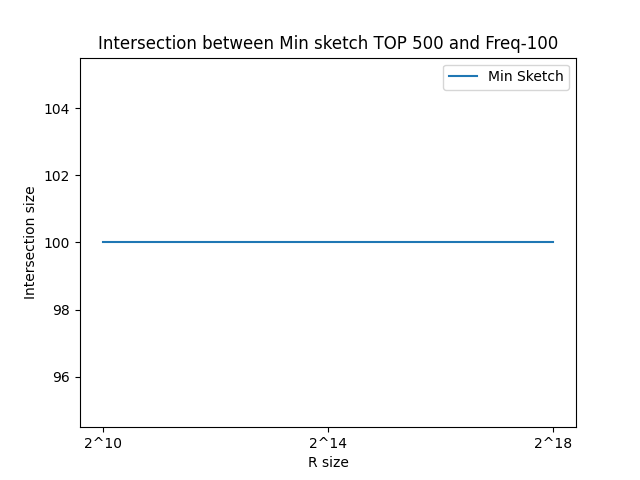 Intersection between Min sketch TOP 500 and Freq-100
Min Sketch
104
102
100
98
96
Intersection size
2^10
2^14
2^18
R size